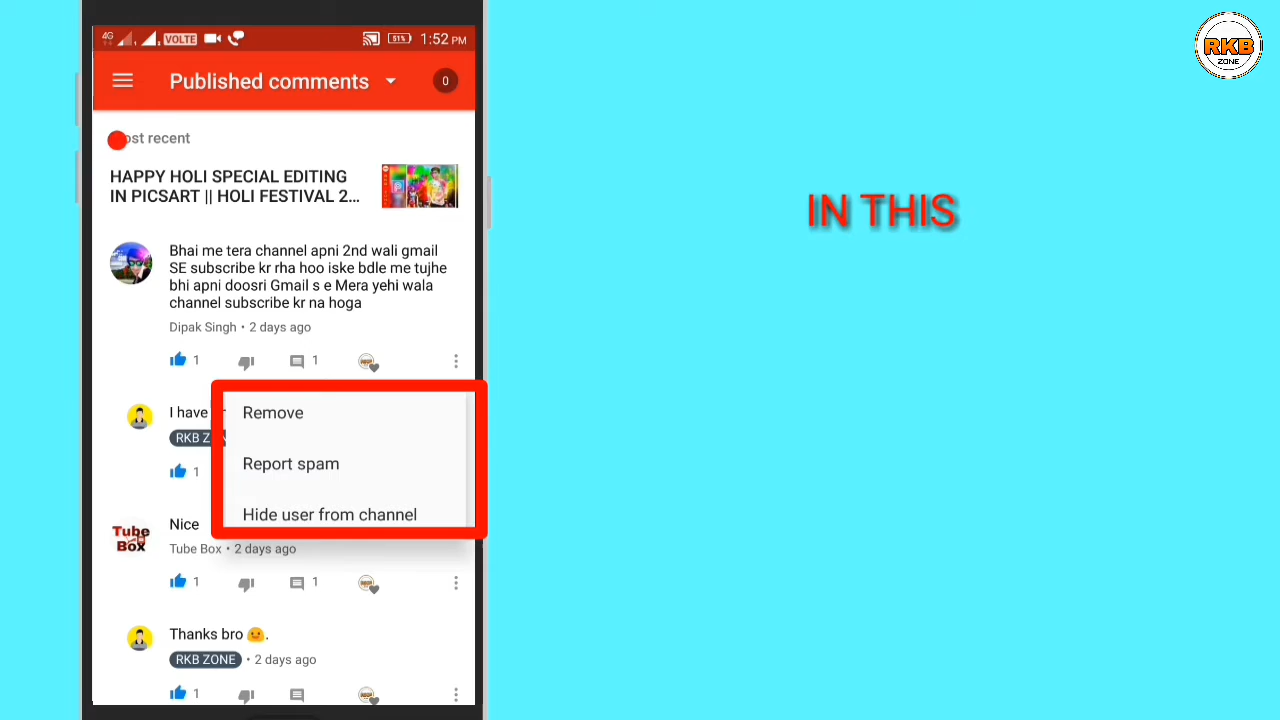 4G VOLTE 51% 1:52 PM
Published comments 0
ost recent
HAPPY HOLI SPECIAL EDITING
IN PICSART || HOLI FESTIVAL 2...
Bhai me tera channel apni 2nd wali gmail
SE subscribe kr rha hoo iske bdle me tujhe
bhi apni doosri Gmail s e Mera yehi wala
channel subscribe kr na hoga
Dipak Singh • 2 days ago
1 1
I have
RKB Z
1
Remove
Report spam
Hide user from channel
Tube
Box
Nice
Tube Box • 2 days ago
1 1
Thanks bro 🙂.
RKB ZONE • 2 days ago
1
IN THIS
RKB
ZONE